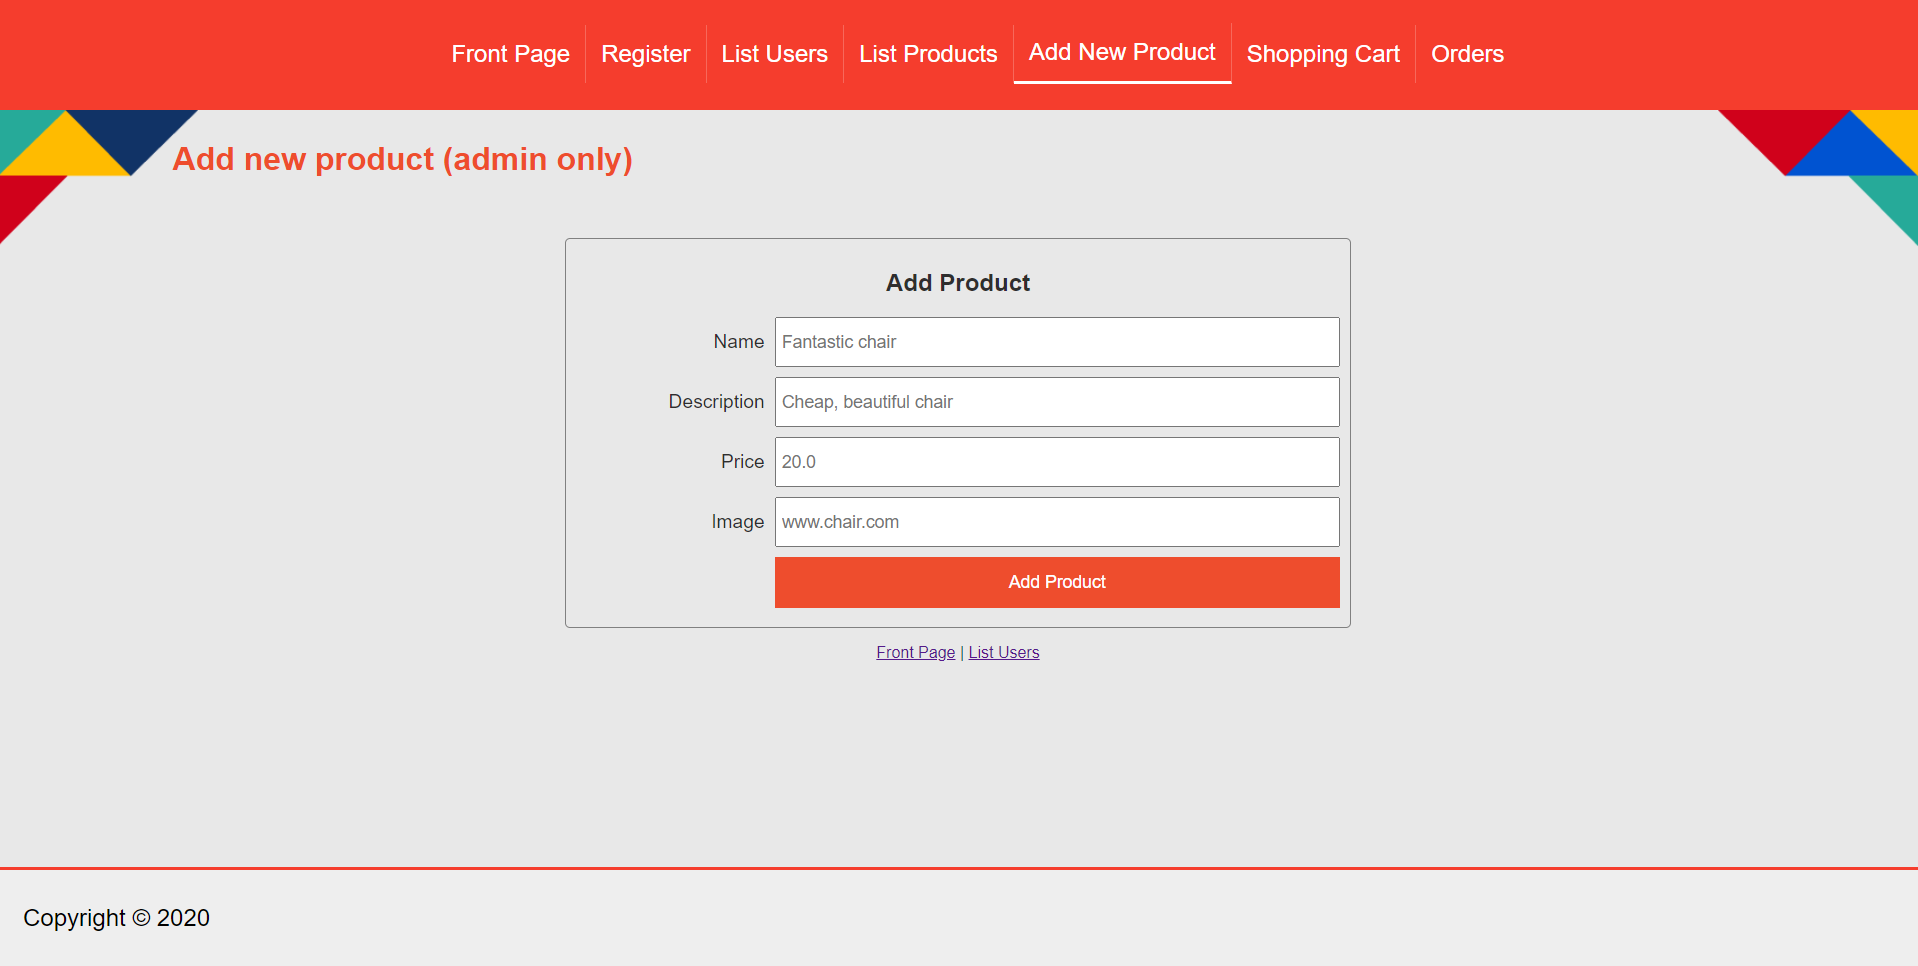 Front Page Register List Users List Products Add New Product Shopping Cart Orders
Add new product (admin only)
Add Product
Name Fantastic chair
Description Cheap, beautiful chair
Price 20.0
Image www.chair.com
Add Product
Front Page | List Users
Copyright © 2020